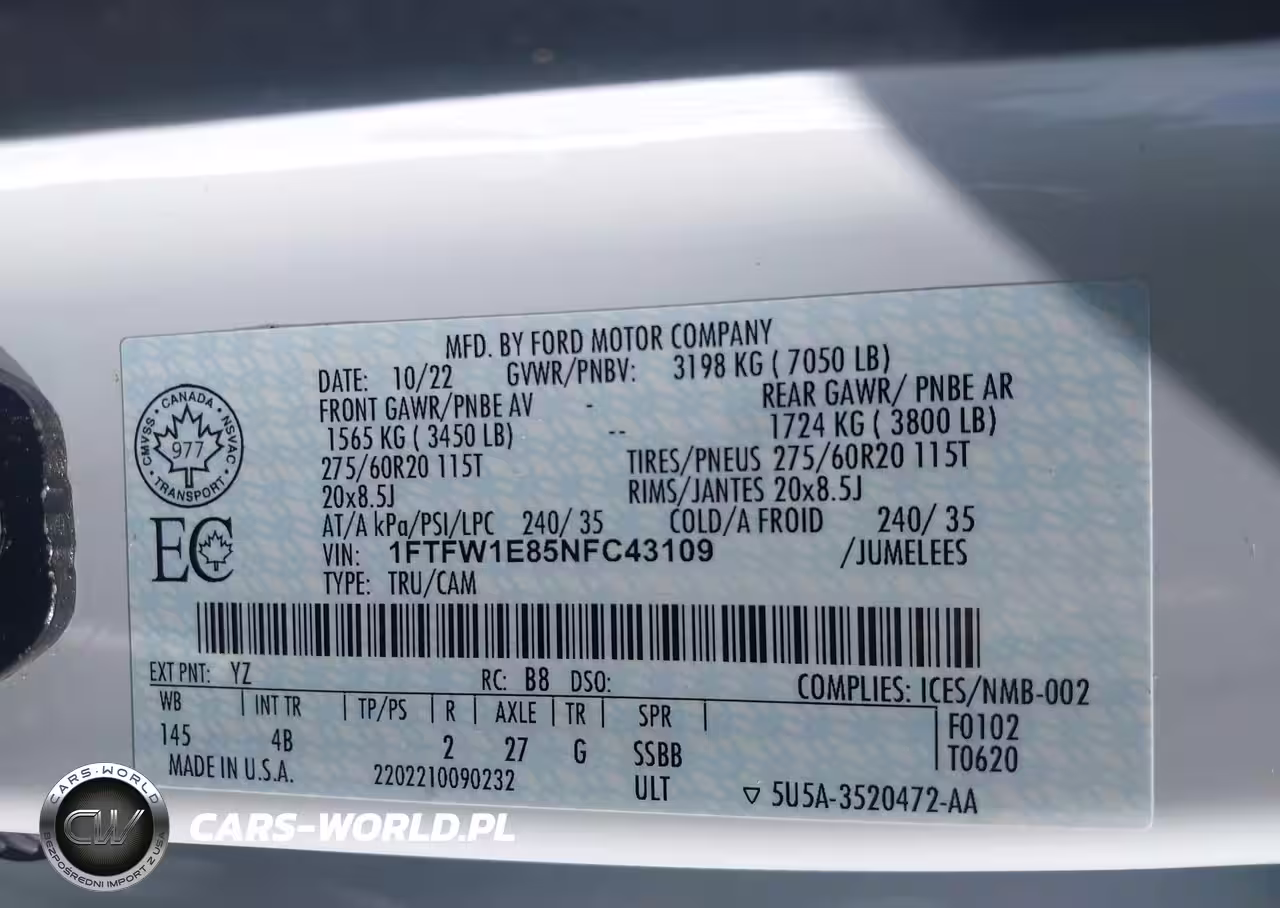 MFD. BY FORD MOTOR COMPANY
DATE: 10/22 GVWR/PNBV: 3198 KG ( 7050 LB)
FRONT GAWR/PNBE AV - REAR GAWR/ PNBE AR
1565 KG ( 3450 LB) -- 1724 KG ( 3800 LB)
275/60R20 115T TIRES/PNEUS 275/60R20 115T
20x8.5J RIMS/JANTES 20x8.5J
AT/A kPa/PSI/LPC 240/ 35 COLD/A FROID 240/ 35
VIN: 1FTFW1E85NFC43109 /JUMELEES
TYPE: TRU/CAM
CANADA
CMVSS
NSVAC
977
TRANSPORT
EC
EXT PNT: YZ RC: B8 DSO: COMPLIES: ICES/NMB-002
WB | INT TR | TP/PS | R | AXLE | TR | SPR | F0102
145 4B 2 27 G SSBB T0620
MADE IN U.S.A. 2202210090232 ULT ▽ 5U5A-3520472-AA
CARS-WORLD
CW
BEZPOŚREDNI IMPORT Z USA
CARS-WORLD.PL